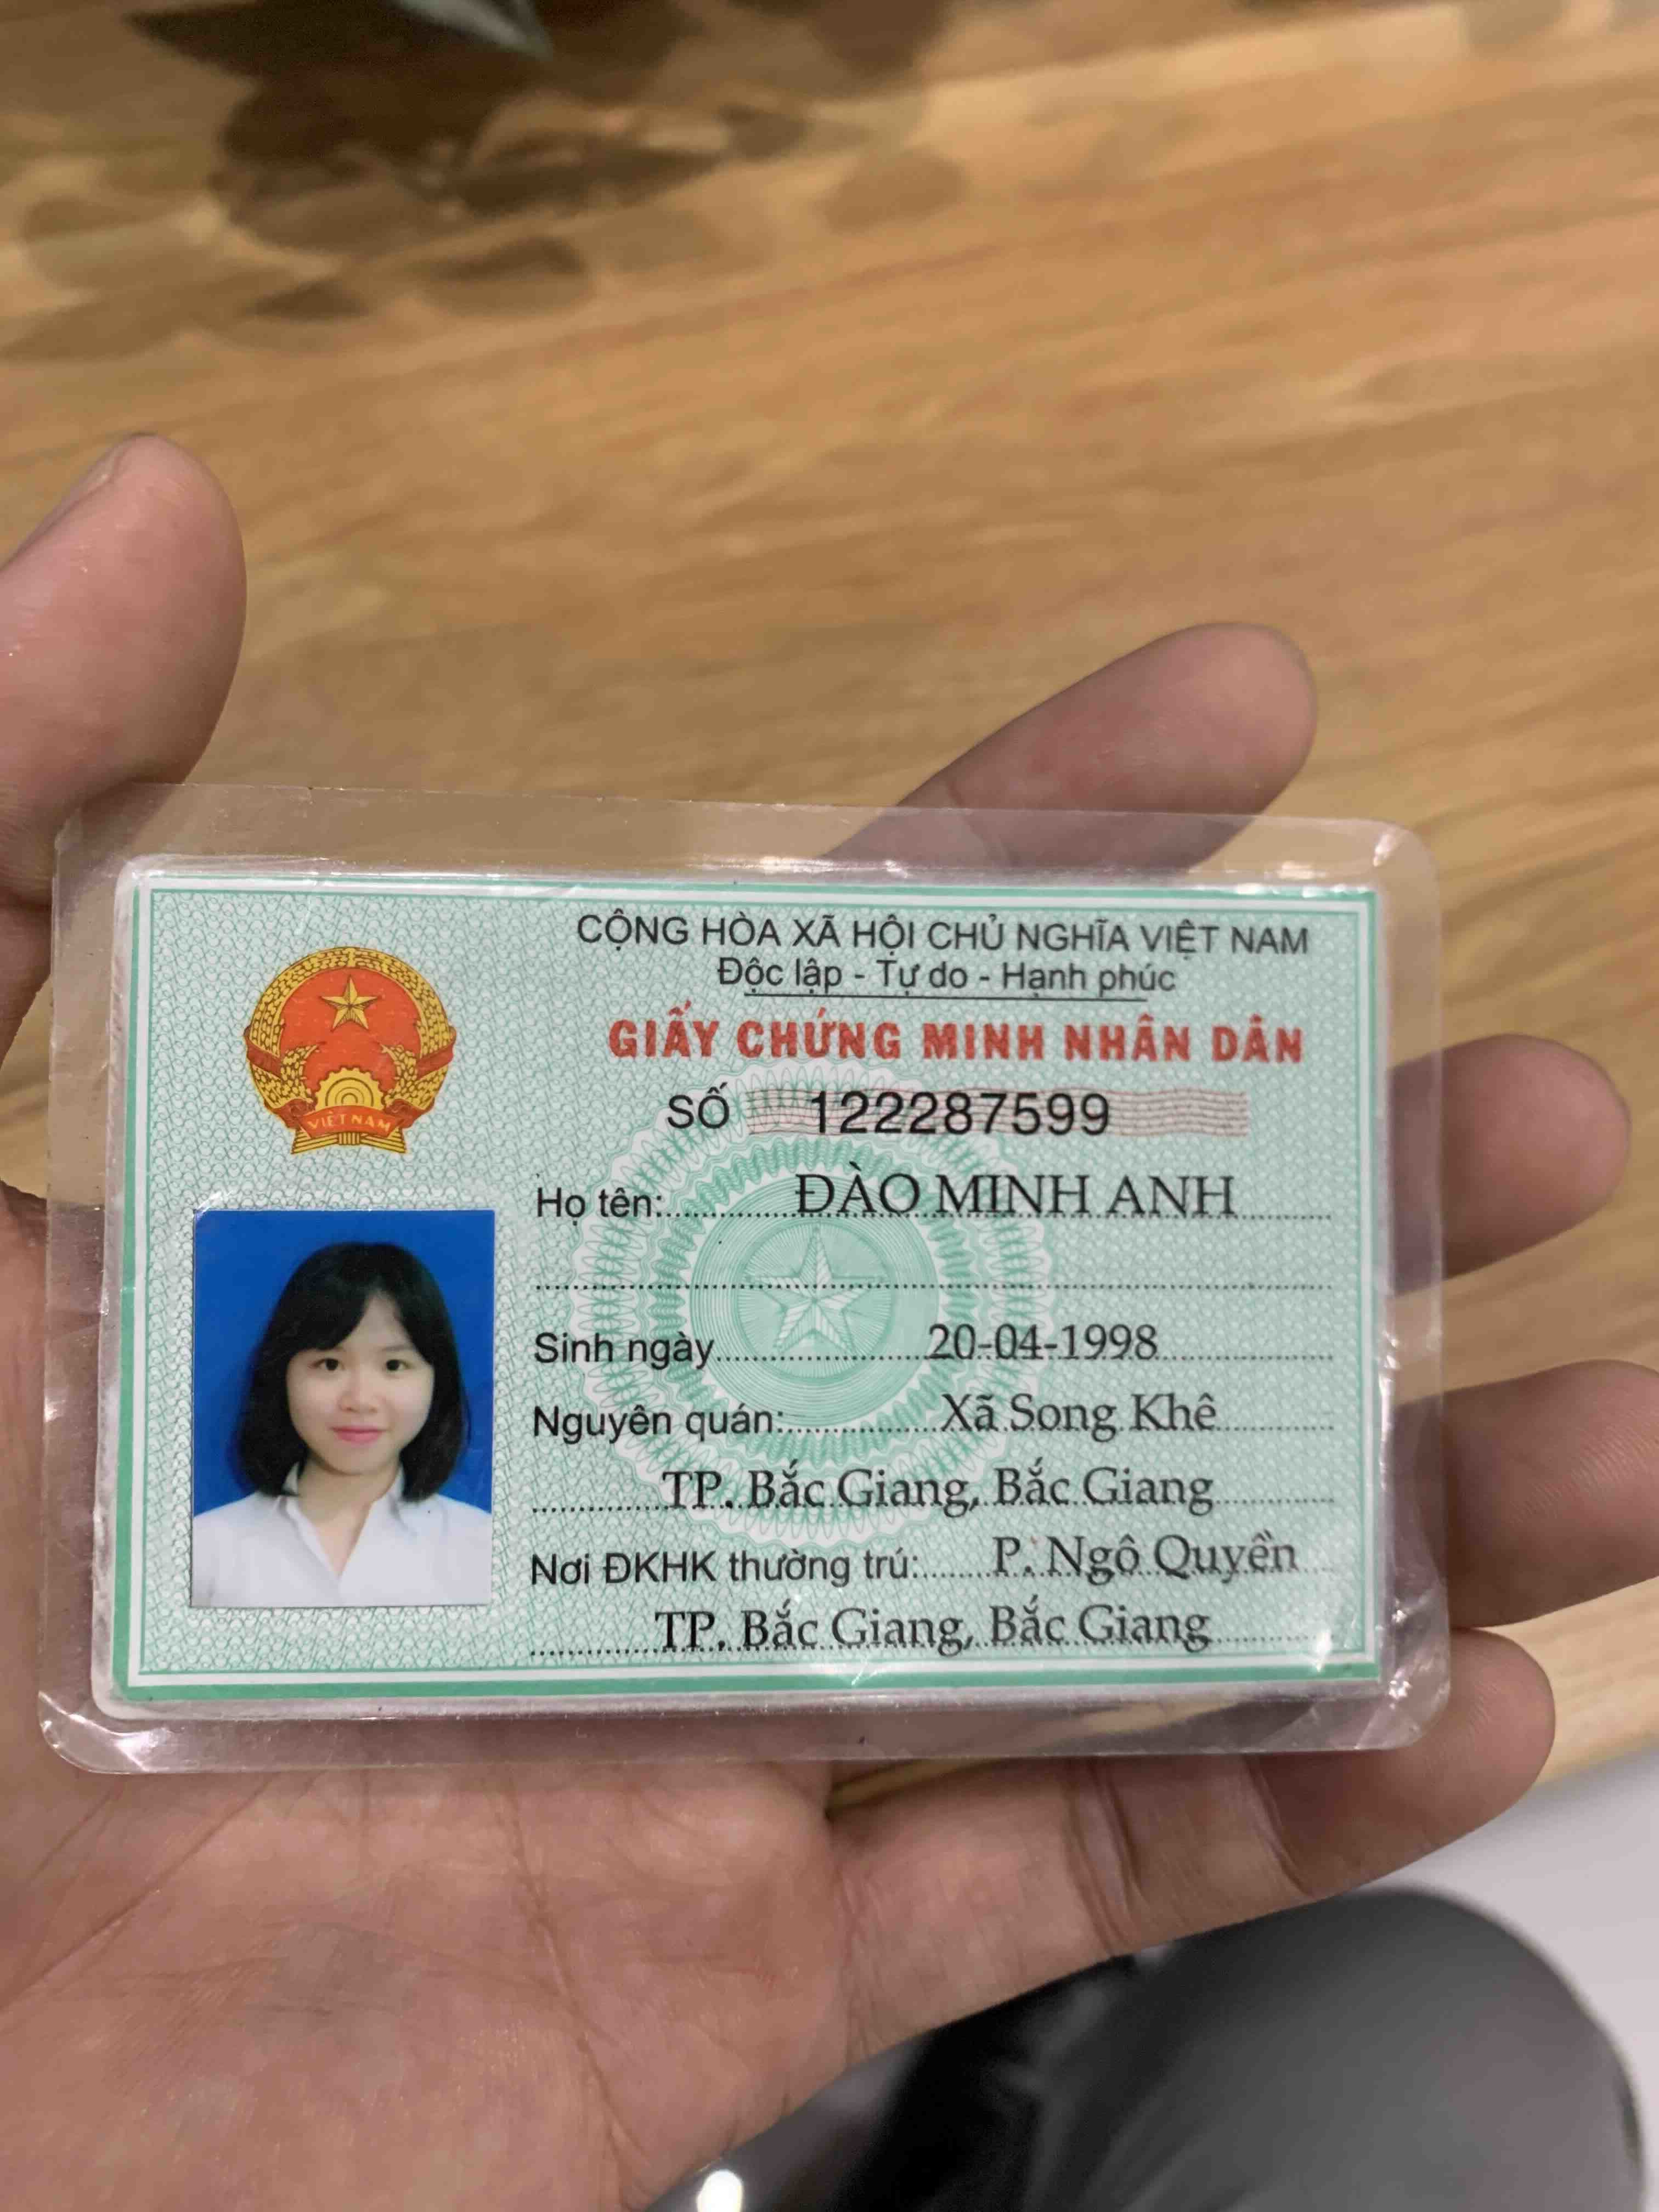 CỘNG HÒA XÃ HỘI CHỦ NGHĨA VIỆT NAM
Độc lập - Tự do - Hạnh phúc
GIẤY CHỨNG MINH NHÂN DÂN
SỐ 122287599
VIỆT NAM
Họ tên: ĐÀO MINH ANH
Sinh ngày 20-04-1998
Nguyên quán: Xã Song Khê
TP. Bắc Giang, Bắc Giang
Nơi ĐKHK thường trú: P. Ngô Quyền
TP. Bắc Giang, Bắc Giang